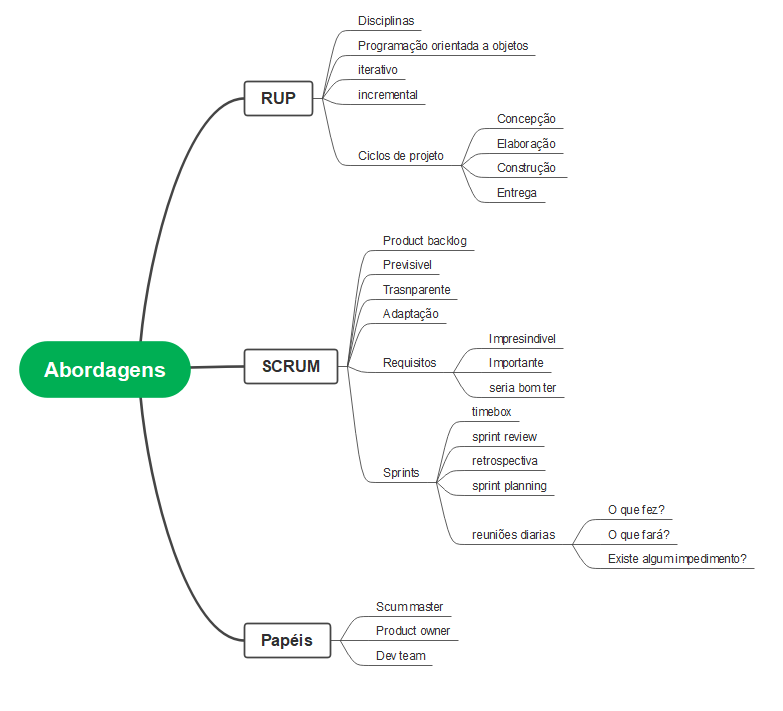 Abordagens
RUP
Disciplinas
Programação orientada a objetos
iterativo
incremental
Ciclos de projeto
Concepção
Elaboração
Construção
Entrega
SCRUM
Product backlog
Previsivel
Trasnparente
Adaptação
Requisitos
Impresindivel
Importante
seria bom ter
Sprints
timebox
sprint review
retrospectiva
sprint planning
reuniões diarias
O que fez?
O que fará?
Existe algum impedimento?
Papéis
Scum master
Product owner
Dev team